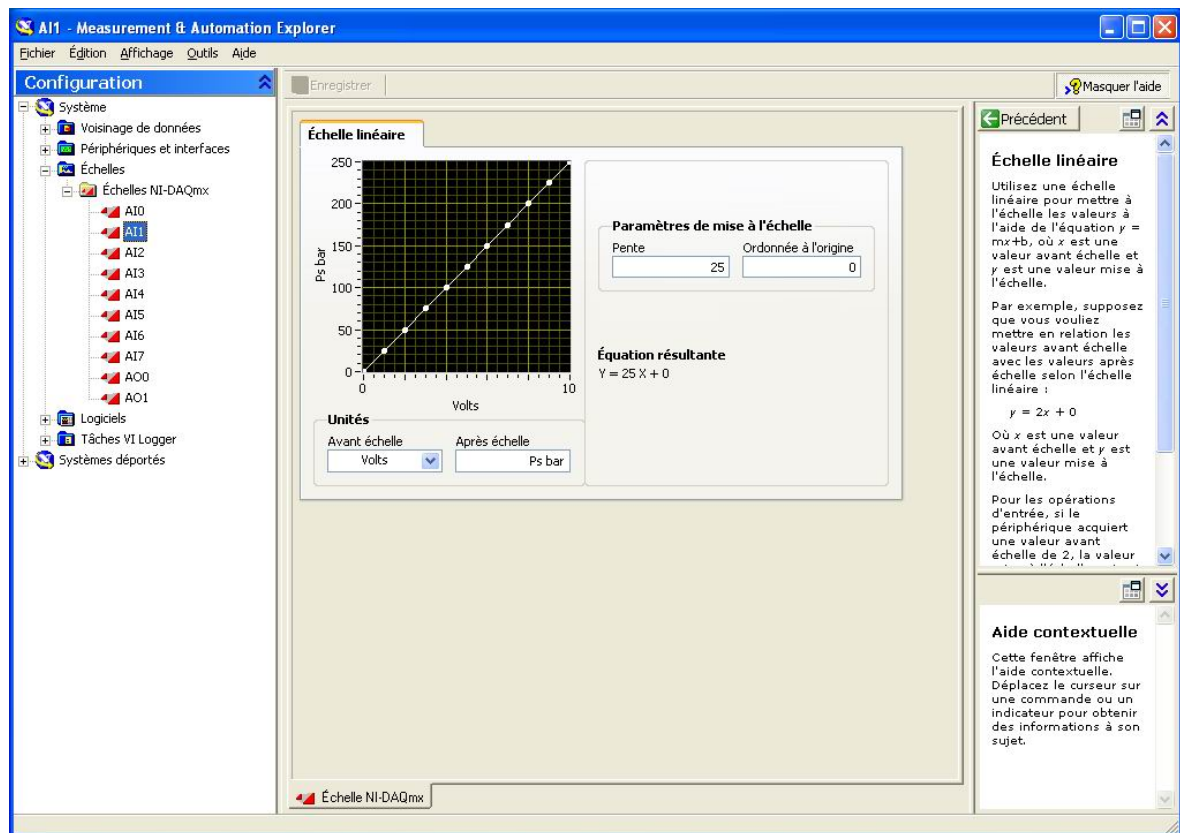 AI1 - Measurement & Automation Explorer
Fichier Édition Affichage Outils Aide
Configuration
Système
Voisinage de données
Périphériques et interfaces
Échelles
Échelles NI-DAQmx
AI0
AI1
AI2
AI3
AI4
AI5
AI6
AI7
AO0
AO1
Logiciels
Tâches VI Logger
Systèmes déportés
Enregistrer
Masquer l'aide
Échelle linéaire
250
200
150
100
50
0
Ps bar
0
10
Volts
Paramètres de mise à l'échelle
Pente Ordonnée à l'origine
25 0
Équation résultante
Y = 25 X + 0
Unités
Avant échelle Après échelle
Volts Ps bar
Échelle NI-DAQmx
Précédent
Échelle linéaire
Utilisez une échelle
linéaire pour mettre à
l'échelle les valeurs à
l'aide de l'équation y =
mx+b, où x est une
valeur avant échelle et
y est une valeur mise à
l'échelle.
Par exemple, supposez
que vous vouliez
mettre en relation les
valeurs avant échelle
avec les valeurs après
échelle selon l'échelle
linéaire :
y = 2x + 0
Où x est une valeur
avant échelle et y est
une valeur mise à
l'échelle.
Pour les opérations
d'entrée, si le
périphérique acquiert
une valeur avant
échelle de 2, la valeur
Aide contextuelle
Cette fenêtre affiche
l'aide contextuelle.
Déplacez le curseur sur
une commande ou un
indicateur pour obtenir
des informations à son
sujet.